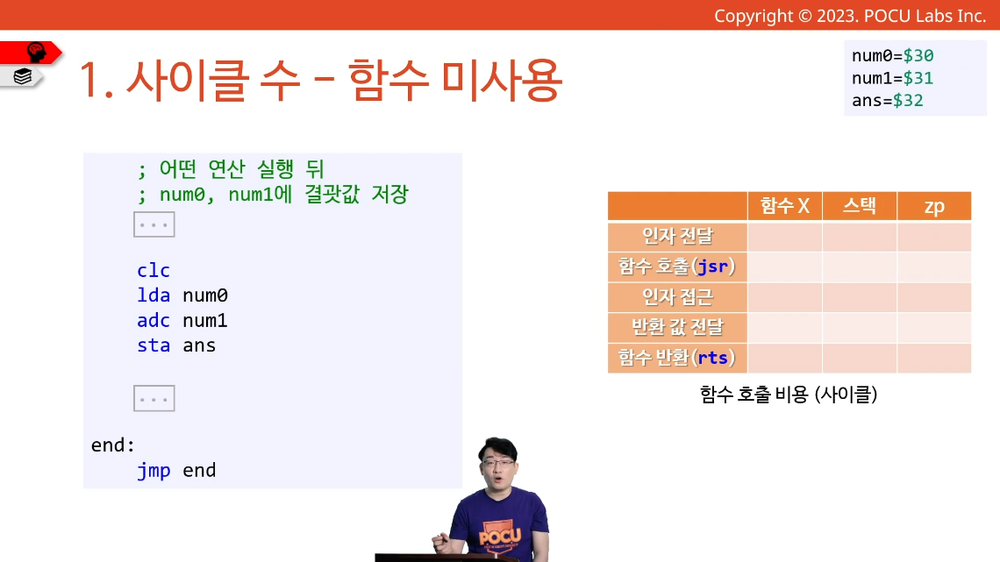 Copyright © 2023. POCU Labs Inc.
1. 사이클 수 - 함수 미사용
num0=$30
num1=$31
ans=$32
; 어떤 연산 실행 뒤
; num0, num1에 결괏값 저장
...
clc
lda num0
adc num1
sta ans
...
end:
jmp end
함수 X 스택 zp
인자 전달
함수 호출(jsr)
인자 접근
반환 값 전달
함수 반환(rts)
함수 호출 비용 (사이클)
POCU